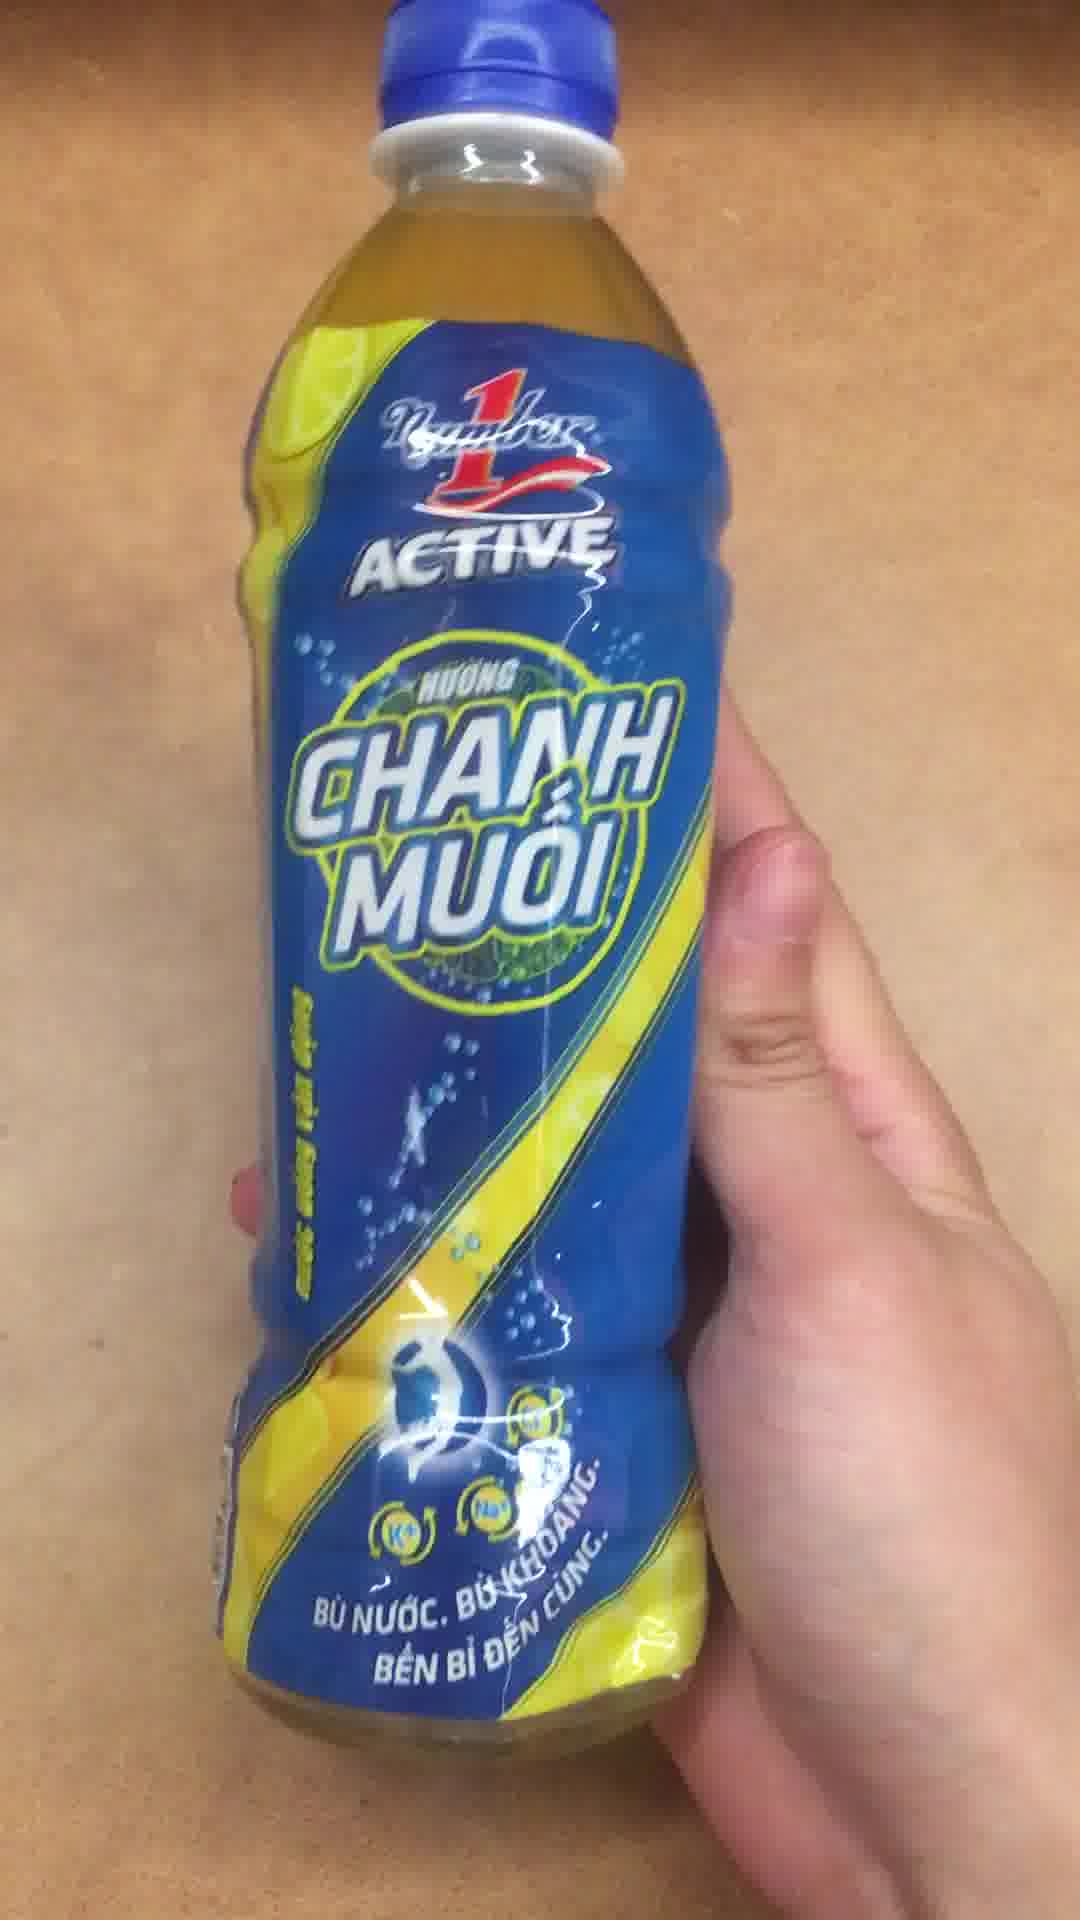 Number 1
ACTIVE
HƯƠNG
CHANH
MUỐI
K+
Na+
BÙ NƯỚC. BÙ KHOÁNG.
BỀN BỈ ĐẾN CÙNG.